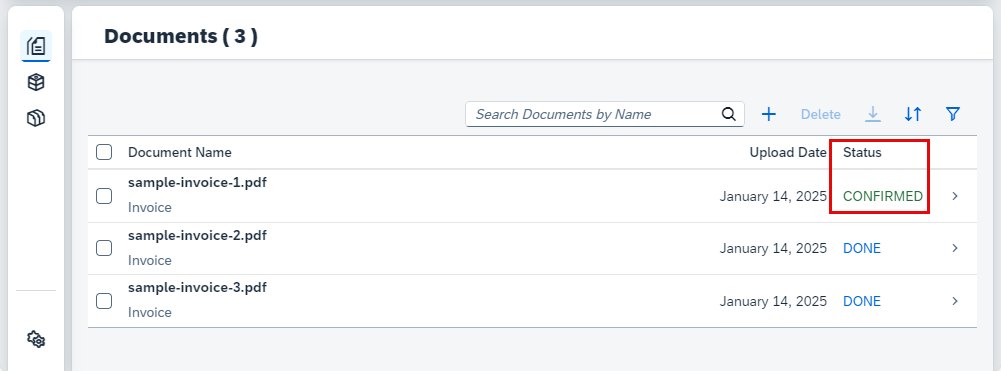 Documents ( 3 )
Search Documents by Name
Delete
Document Name Upload Date Status
sample-invoice-1.pdf
Invoice January 14, 2025 CONFIRMED
sample-invoice-2.pdf
Invoice January 14, 2025 DONE
sample-invoice-3.pdf
Invoice January 14, 2025 DONE